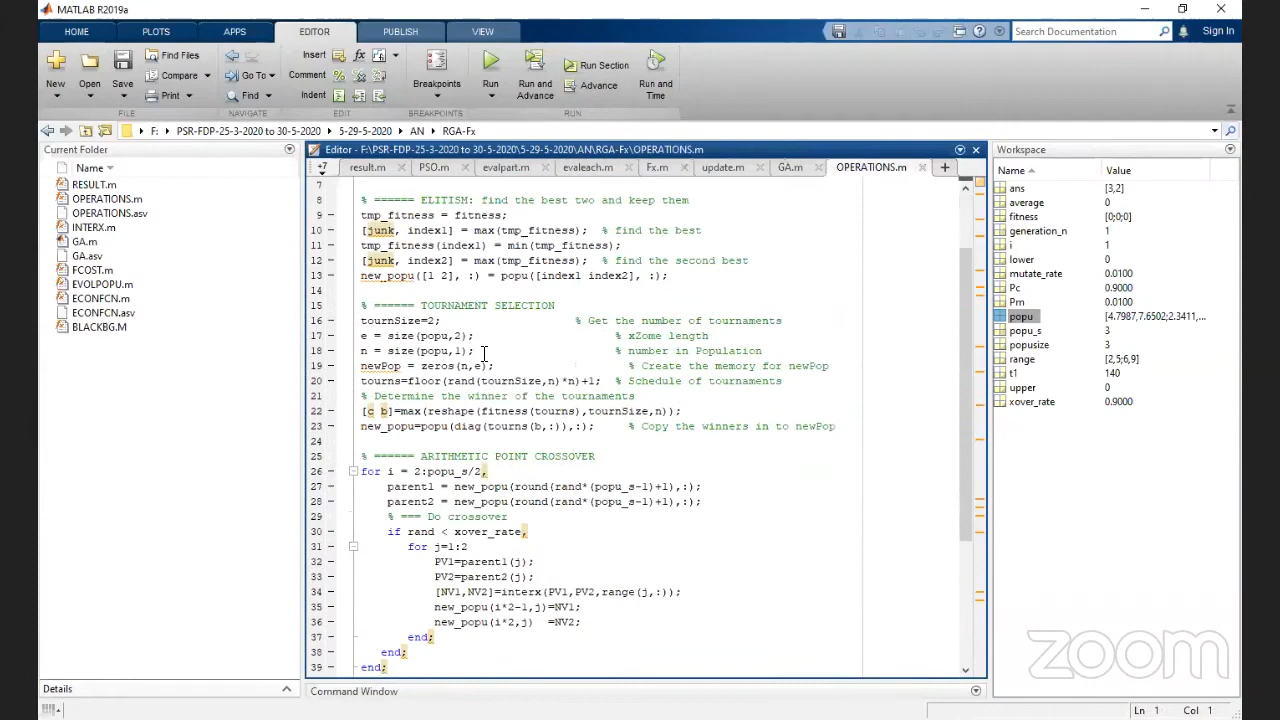 MATLAB R2019a
HOME PLOTS APPS EDITOR PUBLISH VIEW Search Documentation Sign In
New Open Save Find Files Compare Print Go To Find Insert Comment Indent Breakpoints Run Run and Advance Run Section Advance Run and Time
FILE NAVIGATE EDIT BREAKPOINTS RUN
F: PSR-FDP-25-3-2020 to 30-5-2020 5-29-5-2020 AN RGA-Fx
Current Folder
Name
RESULT.m
OPERATIONS.m
OPERATIONS.asv
INTERX.m
GA.m
GA.asv
FCOST.m
EVOLPOPU.m
ECONFCN.m
ECONFCN.asv
BLACKBG.M
Details
Editor - F:\PSR-FDP-25-3-2020 to 30-5-2020\5-29-5-2020\AN\RGA-Fx\OPERATIONS.m
+7 result.m PSO.m evalpart.m evaleach.m Fx.m update.m GA.m OPERATIONS.m
7
8 % ====== ELITISM: find the best two and keep them
9 tmp_fitness = fitness;
10 [junk, index1] = max(tmp_fitness); % find the best
11 tmp_fitness(index1) = min(tmp_fitness);
12 [junk, index2] = max(tmp_fitness); % find the second best
13 new_popu([1 2], :) = popu([index1 index2], :);
14
15 % ====== TOURNAMENT SELECTION
16 tournSize=2; % Get the number of tournaments
17 e = size(popu,2); % xZome length
18 n = size(popu,1); % number in Population
19 newPop = zeros(n,e); % Create the memory for newPop
20 tourns=floor(rand(tournSize,n)*n)+1; % Schedule of tournaments
21 % Determine the winner of the tournaments
22 [c b]=max(reshape(fitness(tourns),tournSize,n));
23 new_popu=popu(diag(tourns(b,:)),:); % Copy the winners in to newPop
24
25 % ====== ARITHMETIC POINT CROSSOVER
26 for i = 2:popu_s/2,
27 parent1 = new_popu(round(rand*(popu_s-1)+1),:);
28 parent2 = new_popu(round(rand*(popu_s-1)+1),:);
29 % === Do crossover
30 if rand < xover_rate,
31 for j=1:2
32 PV1=parent1(j);
33 PV2=parent2(j);
34 [NV1,NV2]=interx(PV1,PV2,range(j,:));
35 new_popu(i*2-1,j)=NV1;
36 new_popu(i*2,j) =NV2;
37 end;
38 end;
39 end;
Command Window
Workspace
Name Value
ans [3,2]
average 0
fitness [0;0;0]
generation_n 1
i 1
lower 0
mutate_rate 0.0100
Pc 0.9000
Pm 0.0100
popu [4.7987,7.6502;2.3411,...
popu_s 3
popusize 3
range [2,5;6,9]
t1 140
upper 0
xover_rate 0.9000
zoom
Ln 1 Col 1